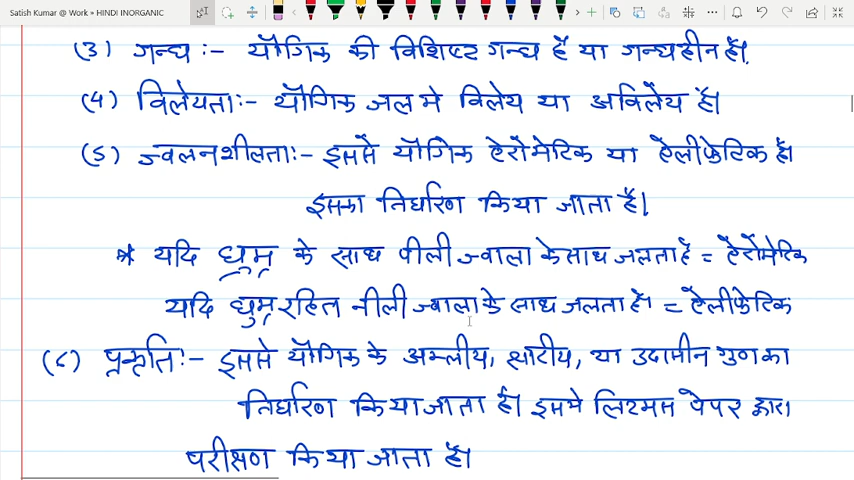 Satish Kumar @ Work » HINDI INORGANIC
(3) गन्ध :- यौगिक की विशिष्ट गन्ध है या गन्धहीन है।
(4) विलेयता:- यौगिक जल मे विलेय या अविलेय है।
(5) ज्वलनशीलता:- इससे यौगिक ऐरोमेटिक या ऐलीफेटिक है।
इसका निर्धारण किया जाता है।
* यदि धुम्र के साथ पीली ज्वाला के साथ जलता है = ऐरोमेटिक
यदि धुम्र रहित नीली ज्वाला के साथ जलता है। = ऐलीफेटिक
(6) प्रकृति:- इससे यौगिक के अम्लीय, क्षारीय, या उदासीन गुण का
निर्धारण किया जाता है। इसमे लिटमस पेपर द्वारा
परीक्षण किया जाता है।